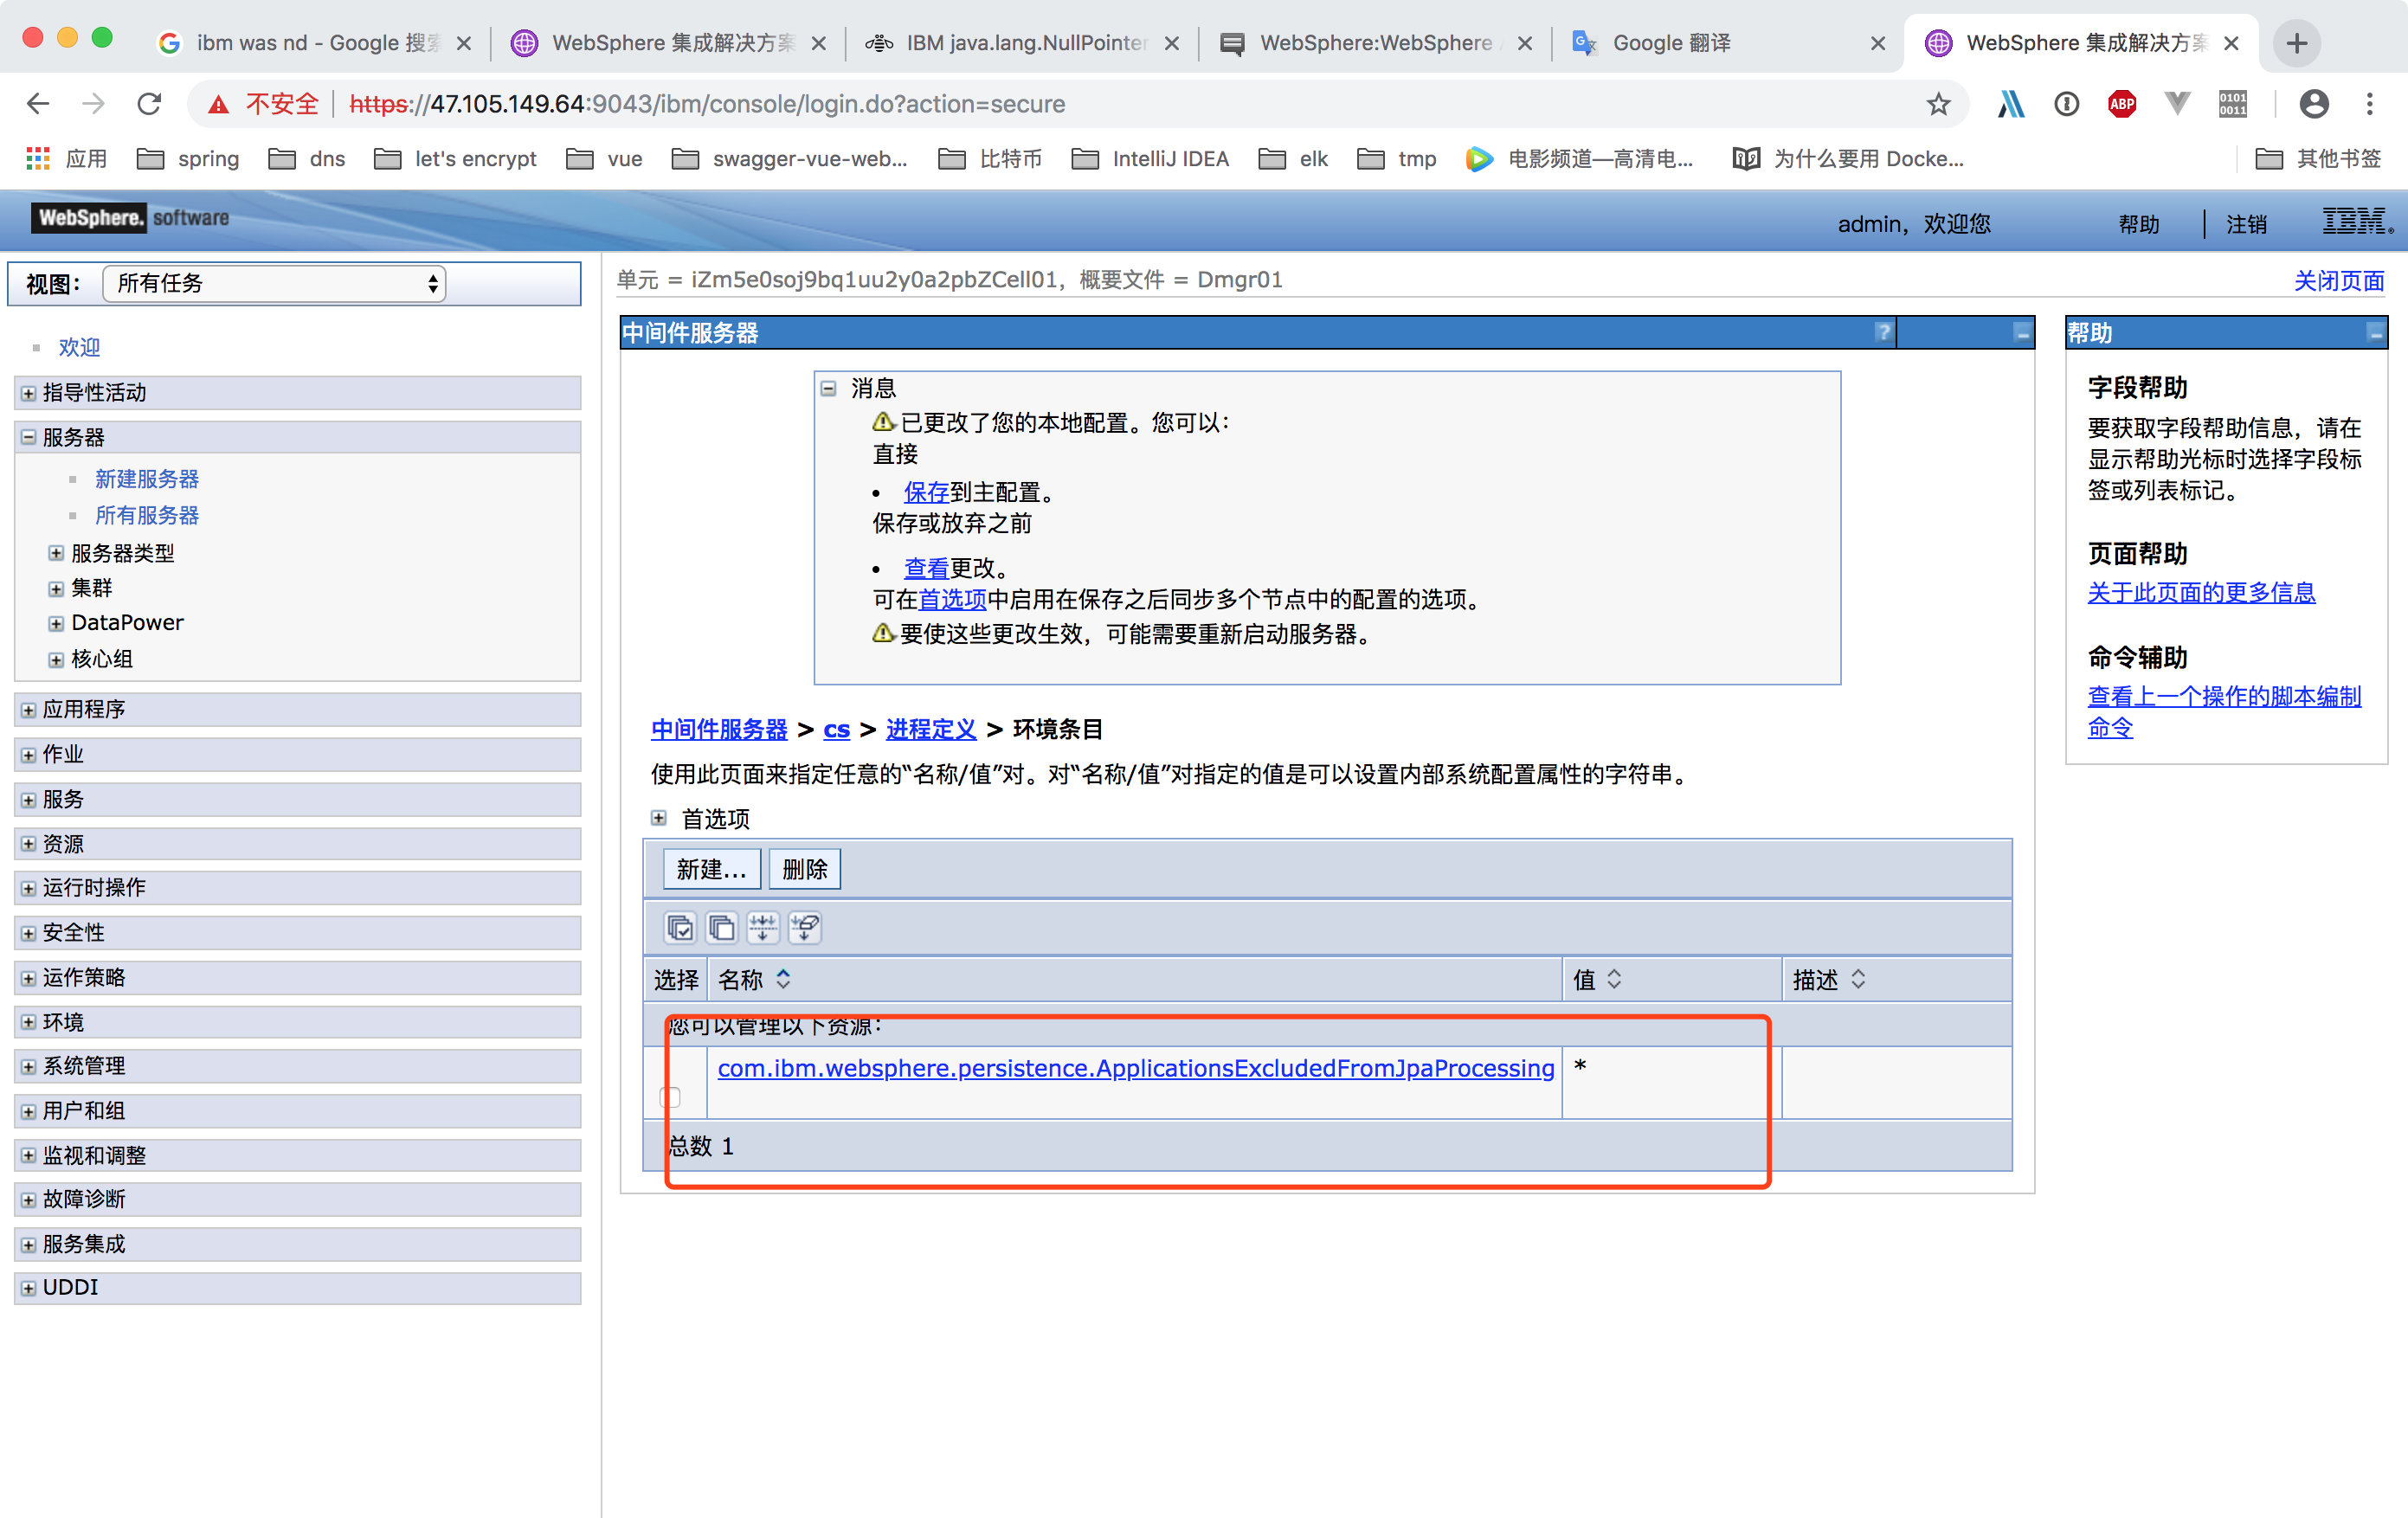 ibm was nd - Google 搜索
WebSphere 集成解决方案
IBM java.lang.NullPointer
WebSphere:WebSphere
Google 翻译
WebSphere 集成解决方案
不安全 https://47.105.149.64:9043/ibm/console/login.do?action=secure
ABP
0101
0011
应用 spring dns let's encrypt vue swagger-vue-web... 比特币 IntelliJ IDEA elk tmp 电影频道—高清电... 为什么要用 Docke... 其他书签
WebSphere. software
admin，欢迎您 帮助 注销 IBM.
视图： 所有任务
欢迎
指导性活动
服务器
新建服务器
所有服务器
服务器类型
集群
DataPower
核心组
应用程序
作业
服务
资源
运行时操作
安全性
运作策略
环境
系统管理
用户和组
监视和调整
故障诊断
服务集成
UDDI
单元 = iZm5e0soj9bq1uu2y0a2pbZCell01，概要文件 = Dmgr01 关闭页面
中间件服务器 ?
消息
已更改了您的本地配置。您可以：
直接
保存到主配置。
保存或放弃之前
查看更改。
可在首选项中启用在保存之后同步多个节点中的配置的选项。
要使这些更改生效，可能需要重新启动服务器。
中间件服务器 > cs > 进程定义 > 环境条目
使用此页面来指定任意的“名称/值”对。对“名称/值”对指定的值是可以设置内部系统配置属性的字符串。
首选项
新建... 删除
选择 名称 值 描述
您可以管理以下资源：
com.ibm.websphere.persistence.ApplicationsExcludedFromJpaProcessing *
总数 1
帮助
字段帮助
要获取字段帮助信息，请在
显示帮助光标时选择字段标
签或列表标记。
页面帮助
关于此页面的更多信息
命令辅助
查看上一个操作的脚本编制
命令